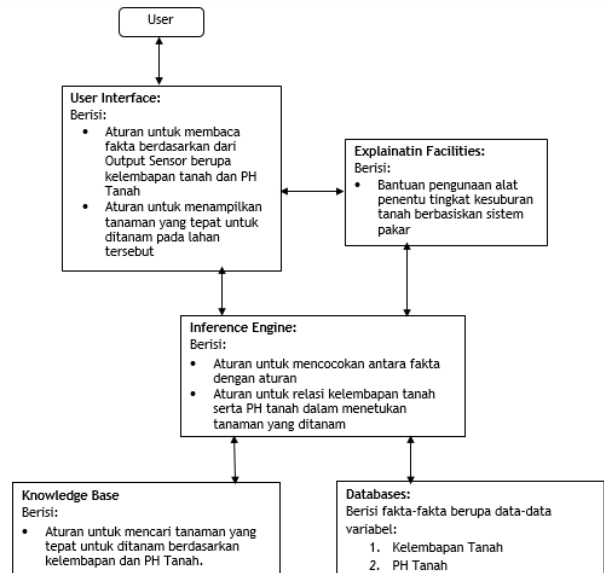 User
User Interface:
Berisi:
• Aturan untuk membaca
fakta berdasarkan dari
Output Sensor berupa
kelembapan tanah dan PH
Tanah
• Aturan untuk menampilkan
tanaman yang tepat untuk
ditanam pada lahan
tersebut
Explainatin Facilities:
Berisi:
• Bantuan pengunaan alat
penentu tingkat kesuburan
tanah berbasiskan sistem
pakar
Inference Engine:
Berisi:
• Aturan untuk mencocokan antara fakta
dengan aturan
• Aturan untuk relasi kelembapan tanah
serta PH tanah dalam menetukan
tanaman yang ditanam
Knowledge Base
Berisi:
• Aturan untuk mencari tanaman yang
tepat untuk ditanam berdasarkan
kelembapan dan PH Tanah.
Databases:
Berisi fakta-fakta berupa data-data
variabel:
1. Kelembapan Tanah
2. PH Tanah